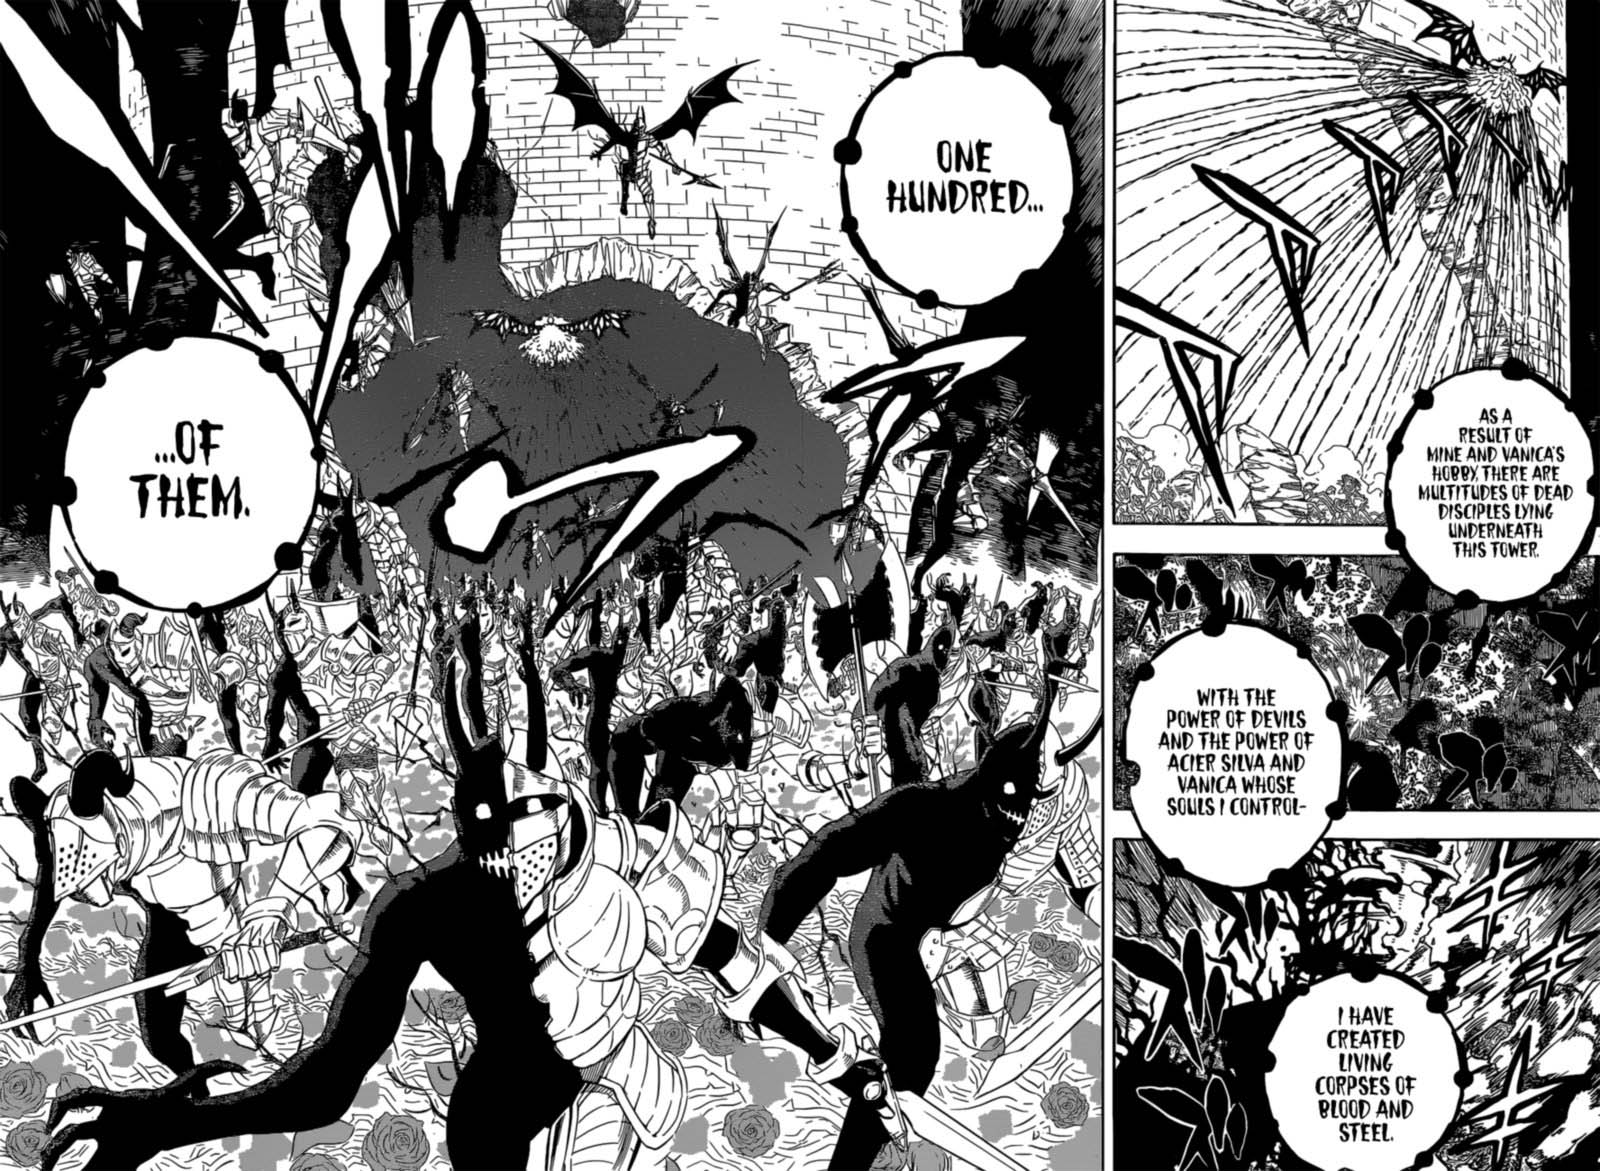 AS A
RESULT OF
MINE AND VANICA'S
HOBBY, THERE ARE
MULTITUDES OF DEAD
DISCIPLES LYING
UNDERNEATH
THIS TOWER.
WITH THE
POWER OF DEVILS
AND THE POWER OF
ACIER SILVA AND
VANICA WHOSE
SOULS I CONTROL-
I HAVE
CREATED
LIVING
CORPSES OF
BLOOD AND
STEEL.
ONE
HUNDRED...
...OF
THEM.